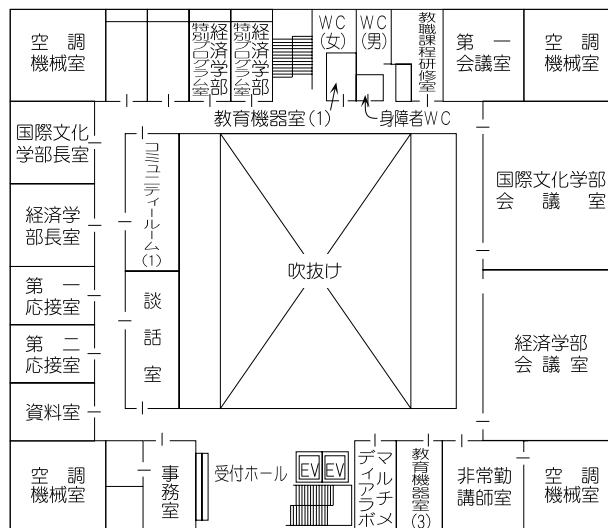 空調
機械室
経済学部
特別プログラム室
経済学部
特別プログラム室
WC
(女)
WC
(男)
教職課程研修室
第一
会議室
空調
機械室
教育機器室(1)
身障者WC
国際文化
学部長室
コミュニティールーム(1)
国際文化学部
会議室
経済学
部長室
吹抜け
第一
応接室
談話室
第二
応接室
経済学部
会議室
資料室
空調
機械室
事務室
受付ホール
EV
EV
マルチメ
ディアラボ
教育機器室(3)
非常勤
講師室
空調
機械室